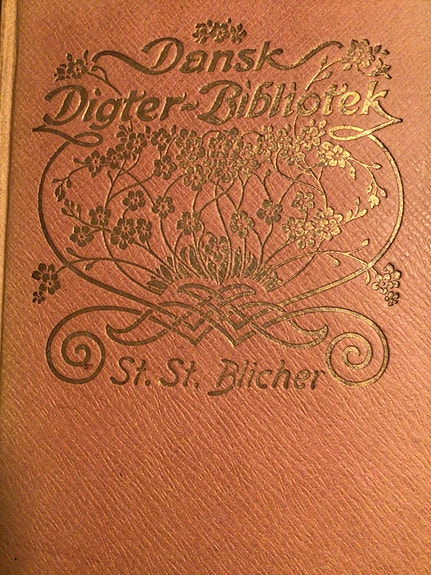 Dansk
Digter-Bibliotek
St. St. Blicher